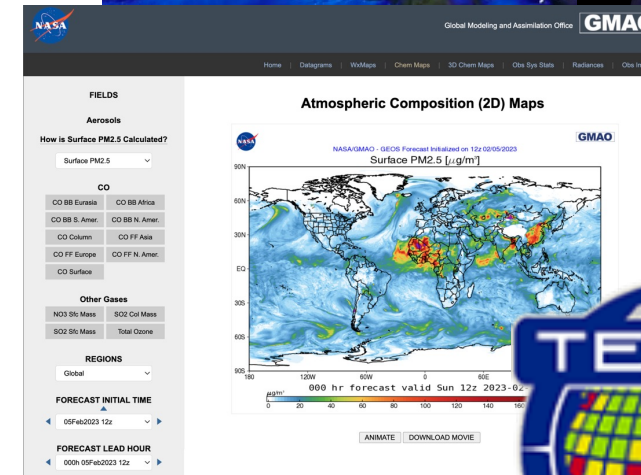 NASA
Global Modeling and Assimilation Office
Home | Datagrams | WxMaps | Chem Maps | 3D Chem Maps | Obs Sys Stats | Radiances |
FIELDS
Aerosols
How is Surface PM2.5 Calculated?
Surface PM2.5
CO
CO BB Eurasia CO BB Africa
CO BB S. Amer. CO BB N. Amer.
CO Column CO FF Asia
CO FF Europe CO FF N. Amer.
CO Surface
Other Gases
NO3 Sfc Mass SO2 Col Mass
SO2 Sfc Mass Total Ozone
REGIONS
Global
FORECAST INITIAL TIME
05Feb2023 12z
FORECAST LEAD HOUR
000h 05Feb2023 12z
Atmospheric Composition (2D) Maps
NASA
GMAO
NASA/GMAO - GEOS Forecast Initialized on 12z 02/05/2023
Surface PM2.5 [μg/m³]
90N
60N
30N
EQ
30S
60S
90S
180 120W 60W 0 60E
000 hr forecast valid Sun 12z 2023-02-
μg/m³
0 20 40 60 80 100 120 140
ANIMATE DOWNLOAD MOVIE